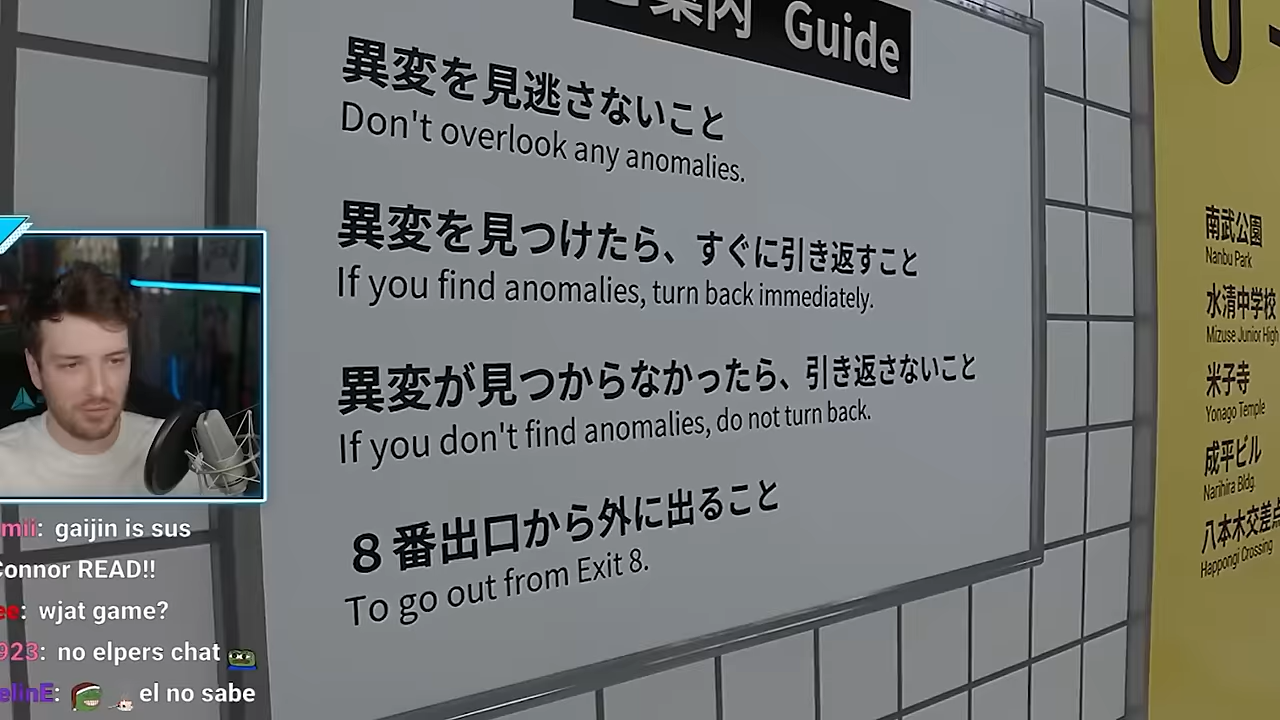 案内 Guide
異変を見逃さないこと
Don't overlook any anomalies.
異変を見つけたら、すぐに引き返すこと
If you find anomalies, turn back immediately.
異変が見つからなかったら、引き返さないこと
If you don't find anomalies, do not turn back.
８番出口から外に出ること
To go out from Exit 8.
0
南武公園
Nanbu Park
水清中学校
Mizuse Junior High
米子寺
Yonago Temple
成平ビル
Narihira Bldg
八本木交差点
Happongi Crossing
mii: gaijin is sus
Connor READ!!
ee: wjat game?
923: no elpers chat
elinE: el no sabe